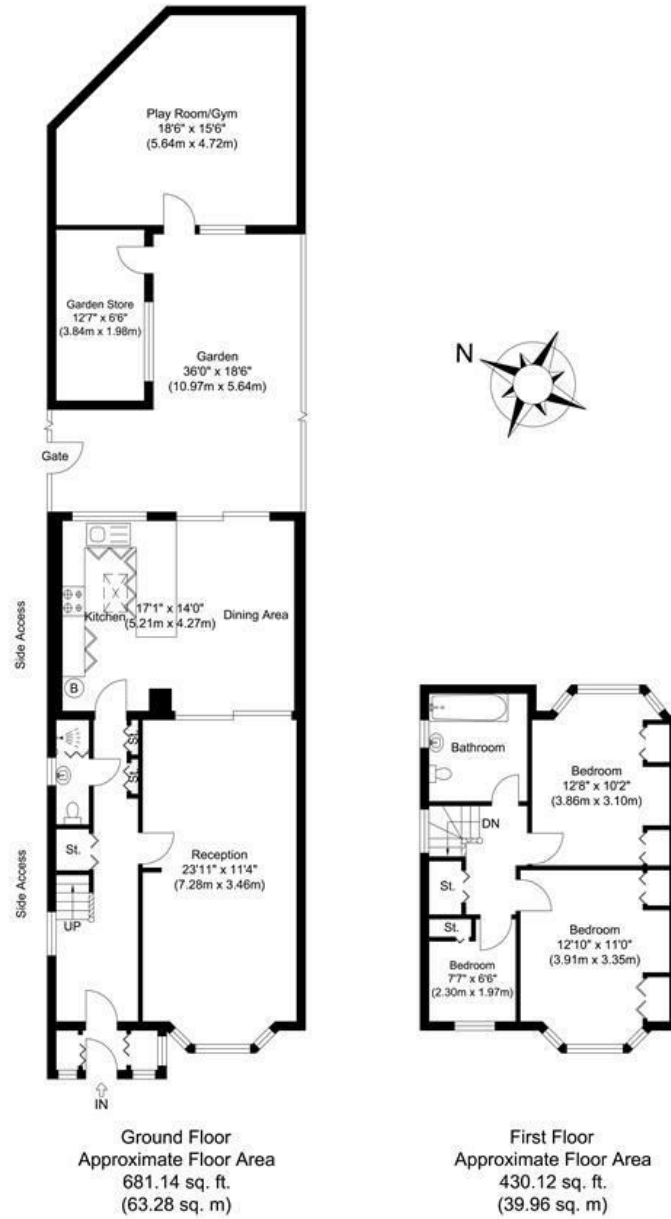 Play Room/Gym
18'6" x 15'6"
(5.64m x 4.72m)
Garden Store
12'7" x 6'6"
(3.84m x 1.98m)
Garden
36'0" x 18'6"
(10.97m x 5.64m)
N
Gate
Side Access
Kitchen
17'1" x 14'0"
(5.21m x 4.27m)
Dining Area
B
St.
St.
St.
Side Access
UP
Reception
23'11" x 11'4"
(7.28m x 3.46m)
IN
Bathroom
Bedroom
12'8" x 10'2"
(3.86m x 3.10m)
DN
St.
St.
Bedroom
12'10" x 11'0"
(3.91m x 3.35m)
Bedroom
7'7" x 6'6"
(2.30m x 1.97m)
Ground Floor
Approximate Floor Area
681.14 sq. ft.
(63.28 sq. m)
First Floor
Approximate Floor Area
430.12 sq. ft.
(39.96 sq. m)